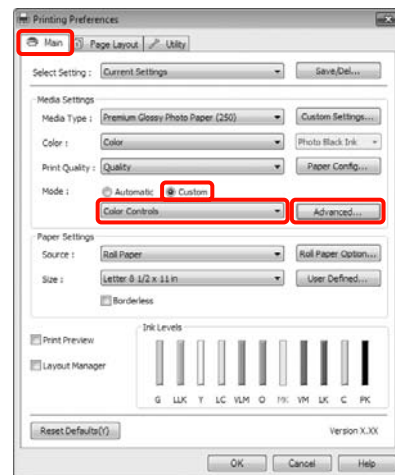 Printing Preferences
Main Page Layout Utility
Select Setting : Current Settings Save/Del...
Media Settings
Media Type : Premium Glossy Photo Paper (250) Custom Settings...
Color : Color Photo Black Ink
Print Quality : Quality Paper Config...
Mode : Automatic Custom
Color Controls Advanced...
Paper Settings
Source : Roll Paper Roll Paper Option...
Size : Letter 8 1/2 x 11 in User Defined...
Borderless
Ink Levels
Print Preview
Layout Manager
G LLK Y LC VLM O MK VM LK C PK
Reset Defaults(Y) Version X.XX
OK Cancel Help